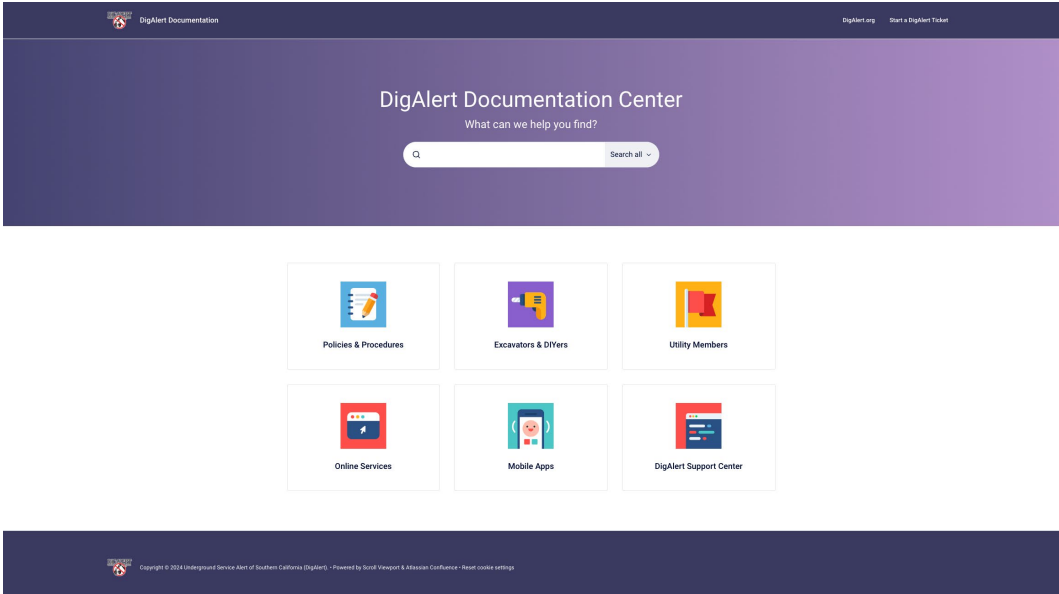 DigAlert Documentation
DigAlert.org
Start a DigAlert Ticket
DigAlert Documentation Center
What can we help you find?
Search all
Policies & Procedures
Excavators & DIYers
Utility Members
Online Services
Mobile Apps
DigAlert Support Center
Copyright © 2024 Underground Service Alert of Southern California (DigAlert). • Powered by Scroll Viewport & Atlassian Confluence • Reset cookie settings